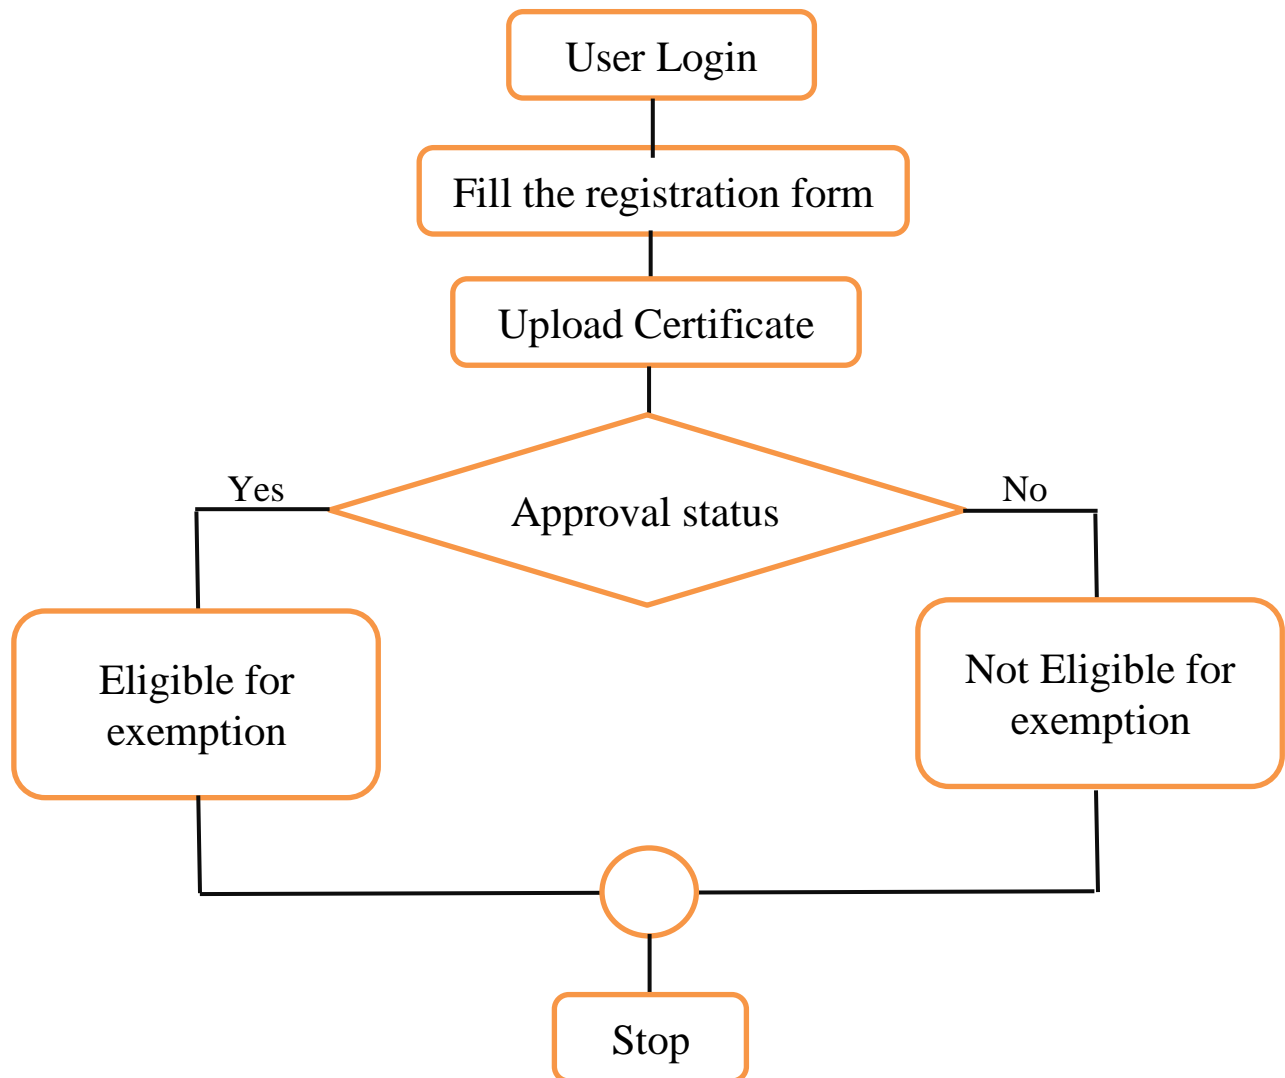 User Login
Fill the registration form
Upload Certificate
Yes
Approval status
No
Eligible for
exemption
Not Eligible for
exemption
Stop